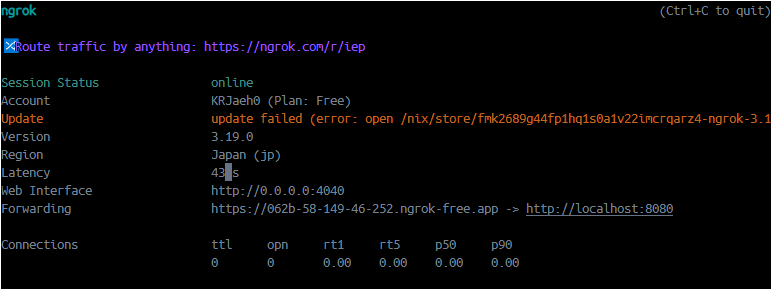 ngrok (Ctrl+C to quit)
Route traffic by anything: https://ngrok.com/r/iep
Session Status online
Account KRJaeh0 (Plan: Free)
Update update failed (error: open /nix/store/fmk2689g44fp1hq1s0a1v22imcrqarz4-ngrok-3.1
Version 3.19.0
Region Japan (jp)
Latency
Web Interface http://0.0.0.0:4040
Forwarding https://062b-58-149-46-252.ngrok-free.app -> http://localhost:8080
Connections ttl opn rt1 rt5 p50 p90
0 0 0.00 0.00 0.00 0.00